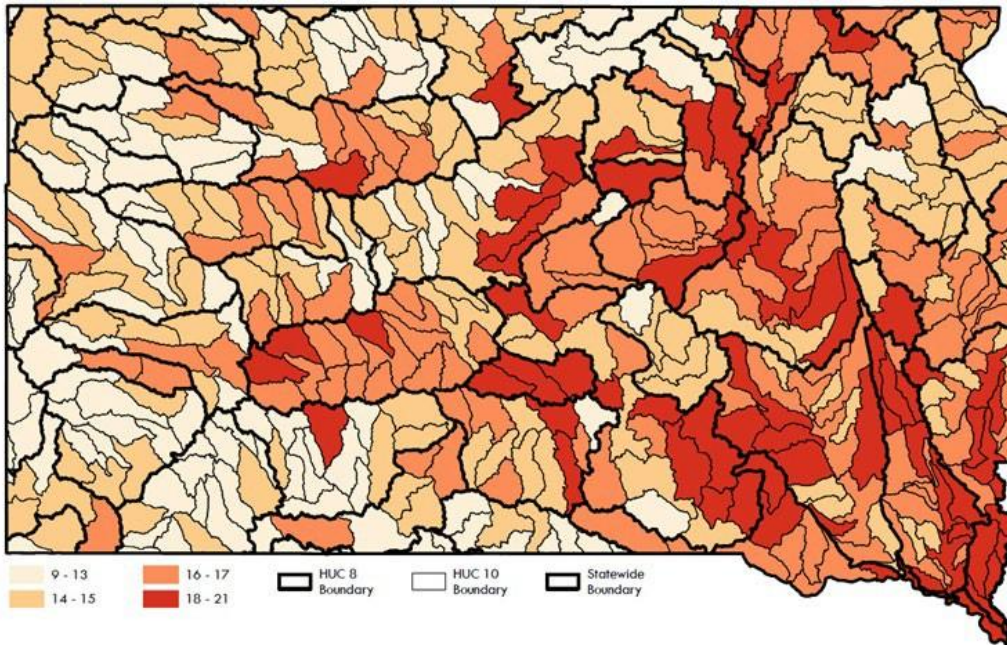 9 - 13
14 - 15
16 - 17
18 - 21
HUC 8
Boundary
HUC 10
Boundary
Statewide
Boundary